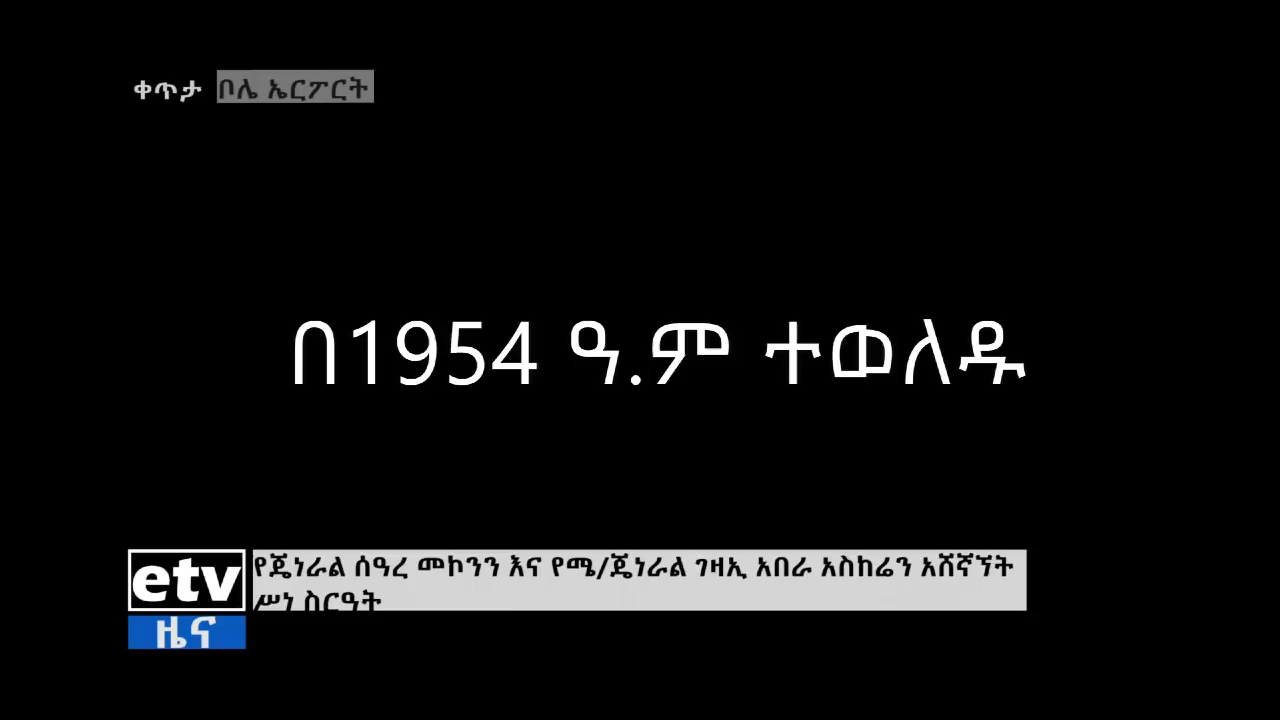 ቀጥታ ቦሌ ኤርፖርት
በ1954 ዓ.ም ተወለዱ
etv
የጄነራል ሰዓረ መኮንን እና የሜ/ጄነራል ገዛኢ አበራ አስከሬን አሸኛኘት
ሥነ ስርዓት
ዜና